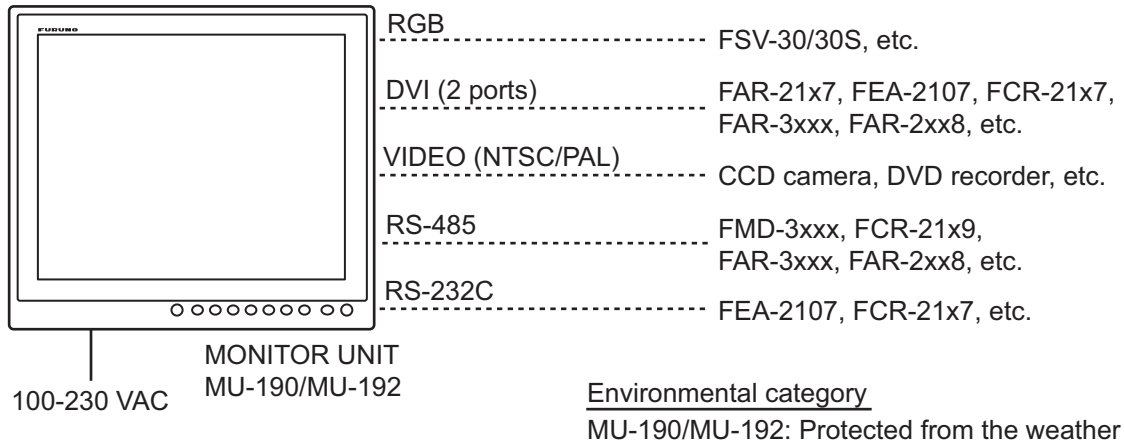 FURUNO
RGB
FSV-30/30S, etc.
DVI (2 ports)
FAR-21x7, FEA-2107, FCR-21x7,
FAR-3xxx, FAR-2xx8, etc.
VIDEO (NTSC/PAL)
CCD camera, DVD recorder, etc.
RS-485
FMD-3xxx, FCR-21x9,
FAR-3xxx, FAR-2xx8, etc.
RS-232C
FEA-2107, FCR-21x7, etc.
MONITOR UNIT
MU-190/MU-192
100-230 VAC
Environmental category
MU-190/MU-192: Protected from the weather